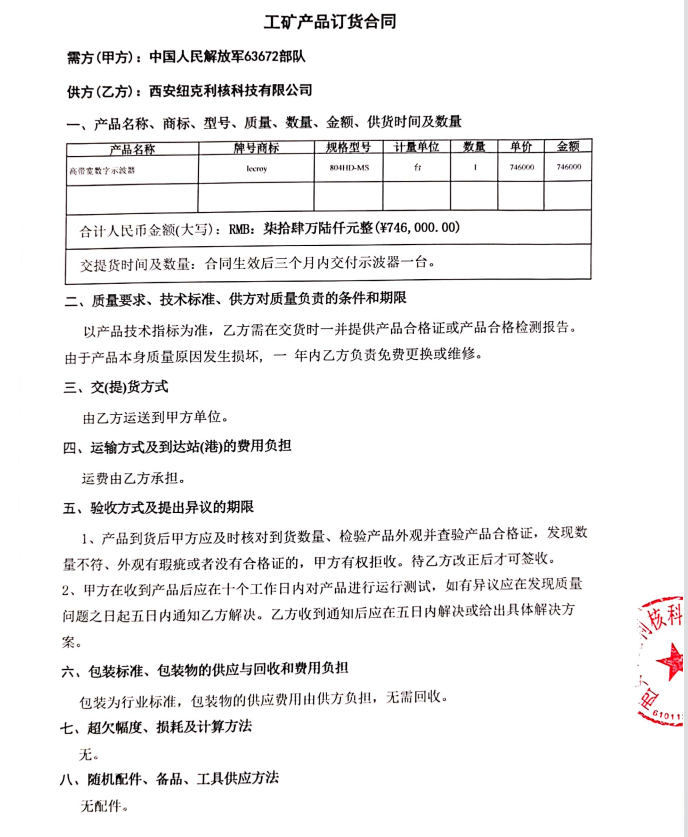 工矿产品订货合同
需方(甲方)：中国人民解放军63672部队
供方(乙方)：西安纽克利核科技有限公司
一、产品名称、商标、型号、质量、数量、金额、供货时间及数量
产品名称 牌号商标 规格型号 计量单位 数量 单价 金额
高带宽数字示波器 lecroy 804HD-MS 台 1 746000 746000
合计人民币金额(大写)：RMB：柒拾肆万陆仟元整(¥746,000.00)
交提货时间及数量：合同生效后三个月内交付示波器一台。
二、质量要求、技术标准、供方对质量负责的条件和期限
以产品技术指标为准，乙方需在交货时一并提供产品合格证或产品合格检测报告。
由于产品本身质量原因发生损坏，一 年内乙方负责免费更换或维修。
三、交(提)货方式
由乙方运送到甲方单位。
四、运输方式及到达站(港)的费用负担
运费由乙方承担。
五、验收方式及提出异议的期限
1、产品到货后甲方应及时核对到货数量、检验产品外观并查验产品合格证，发现数
量不符、外观有瑕疵或者没有合格证的，甲方有权拒收。待乙方改正后才可签收。
2、甲方在收到产品后应在十个工作日内对产品进行运行测试，如有异议应在发现质量
问题之日起五日内通知乙方解决。乙方收到通知后应在五日内解决或给出具体解决方
案。
六、包装标准、包装物的供应与回收和费用负担
包装为行业标准，包装物的供应费用由供方负担，无需回收。
七、超欠幅度、损耗及计算方法
无。
八、随机配件、备品、工具供应方法
无配件。
西
利核科
61011